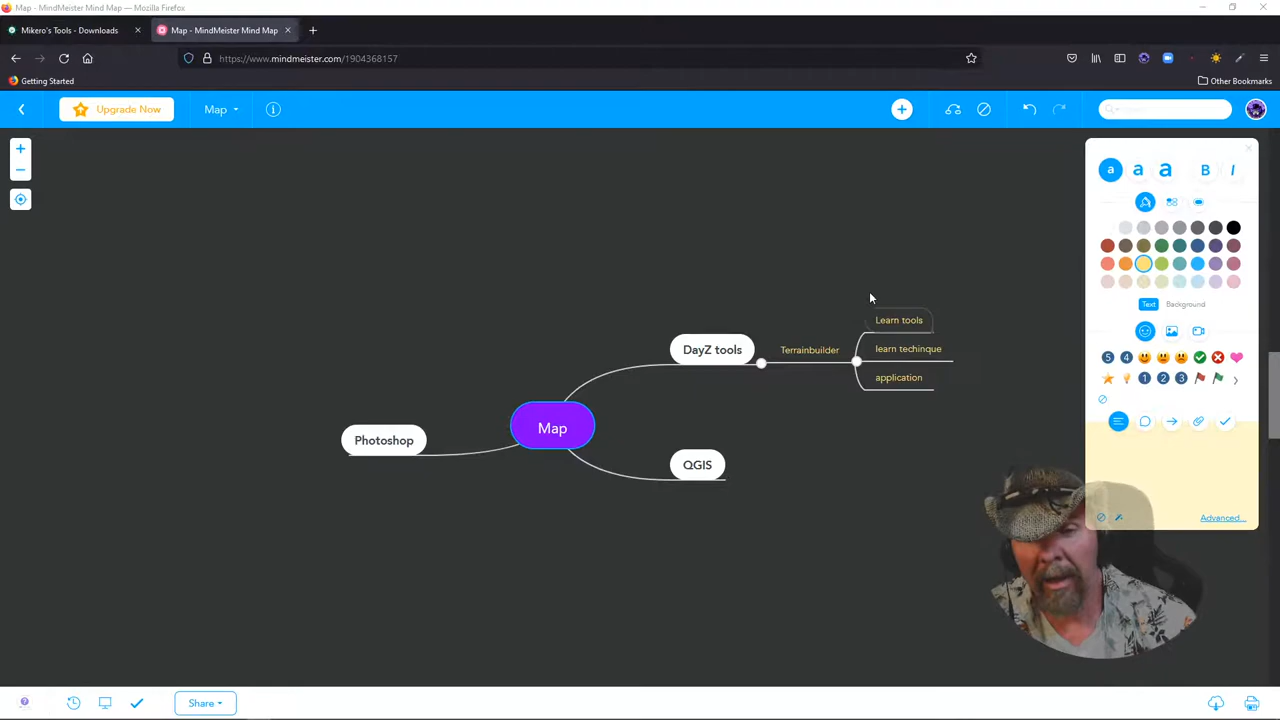 Map - MindMeister Mind Map — Mozilla Firefox
Mikero's Tools - Downloads
Map - MindMeister Mind Map
https://www.mindmeister.com/1904368157
Getting Started
Other Bookmarks
Upgrade Now
Map
a a a B I
Learn tools
DayZ tools
Terrainbuilder
learn techinque
application
Text Background
5 4
1 2 3
Map
Photoshop
QGIS
Advanced...
Share